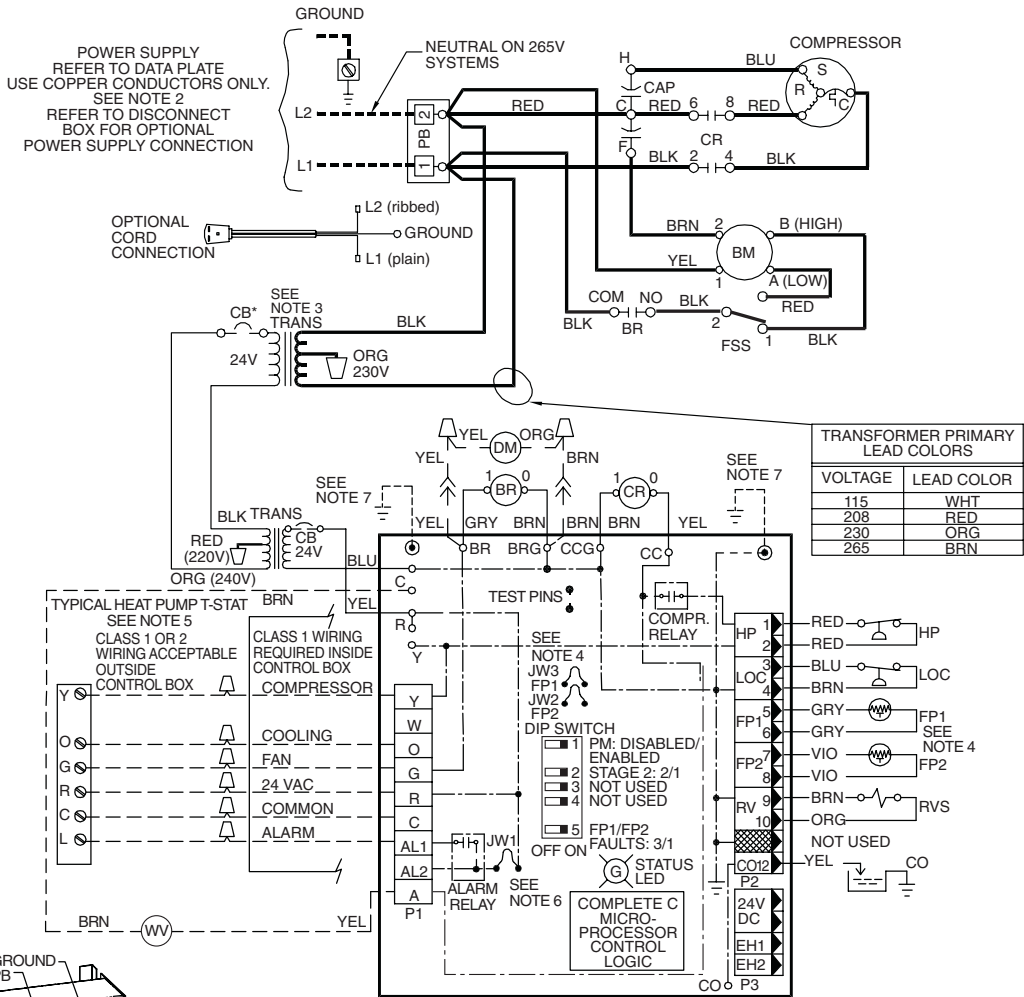 GROUND
POWER SUPPLY
REFER TO DATA PLATE
USE COPPER CONDUCTORS ONLY.
SEE NOTE 2
REFER TO DISCONNECT
BOX FOR OPTIONAL
POWER SUPPLY CONNECTION
NEUTRAL ON 265V
SYSTEMS
L2
L1
2
PB
1
RED
H
CAP
C
RED
6
8
RED
F
CR
BLK
2
4
BLK
BLU
COMPRESSOR
S
R
C
OPTIONAL
CORD
CONNECTION
L2 (ribbed)
GROUND
L1 (plain)
BRN
2
B (HIGH)
BM
YEL
1
A (LOW)
RED
COM
NO
BLK
BLK
BR
2
FSS
1
BLK
SEE
NOTE 3
TRANS
CB*
24V
BLK
ORG
230V
TRANSFORMER PRIMARY
LEAD COLORS
VOLTAGE LEAD COLOR
115 WHT
208 RED
230 ORG
265 BRN
YEL
DM
ORG
YEL
BRN
1
BR
0
1
CR
0
SEE
NOTE 7
SEE
NOTE 7
YEL
GRY
BRN
BRN
BRN
YEL
BLK
TRANS
RED
(220V)
CB
24V
ORG (240V)
BLU
BRN
YEL
BR
BRG
CCG
CC
C
R
Y
TEST PINS
COMPR.
RELAY
TYPICAL HEAT PUMP T-STAT
SEE NOTE 5
CLASS 1 OR 2
WIRING ACCEPTABLE
OUTSIDE
CONTROL BOX
CLASS 1 WIRING
REQUIRED INSIDE
CONTROL BOX
SEE
NOTE 4
JW3
FP1
JW2
FP2
DIP SWITCH
1 PM: DISABLED/
ENABLED
2 STAGE 2: 2/1
3 NOT USED
4 NOT USED
5 FP1/FP2
FAULTS: 3/1
OFF ON
G
STATUS
LED
COMPLETE C
MICRO-
PROCESSOR
CONTROL
LOGIC
Y
O
G
R
C
L
COMPRESSOR
COOLING
FAN
24 VAC
COMMON
ALARM
Y
W
O
G
R
C
AL1
AL2
A
P1
JW1
ALARM
RELAY
SEE
NOTE 6
BRN
WV
YEL
HP
1
2
LOC
3
4
FP1
5
6
FP2
7
8
RV
9
10
CO
12
P2
24V
DC
EH1
EH2
P3
CO
RED
RED
HP
BLU
BRN
LOC
GRY
GRY
FP1
SEE
NOTE 4
VIO
VIO
FP2
BRN
ORG
RVS
NOT USED
YEL
CO
GROUND
PB